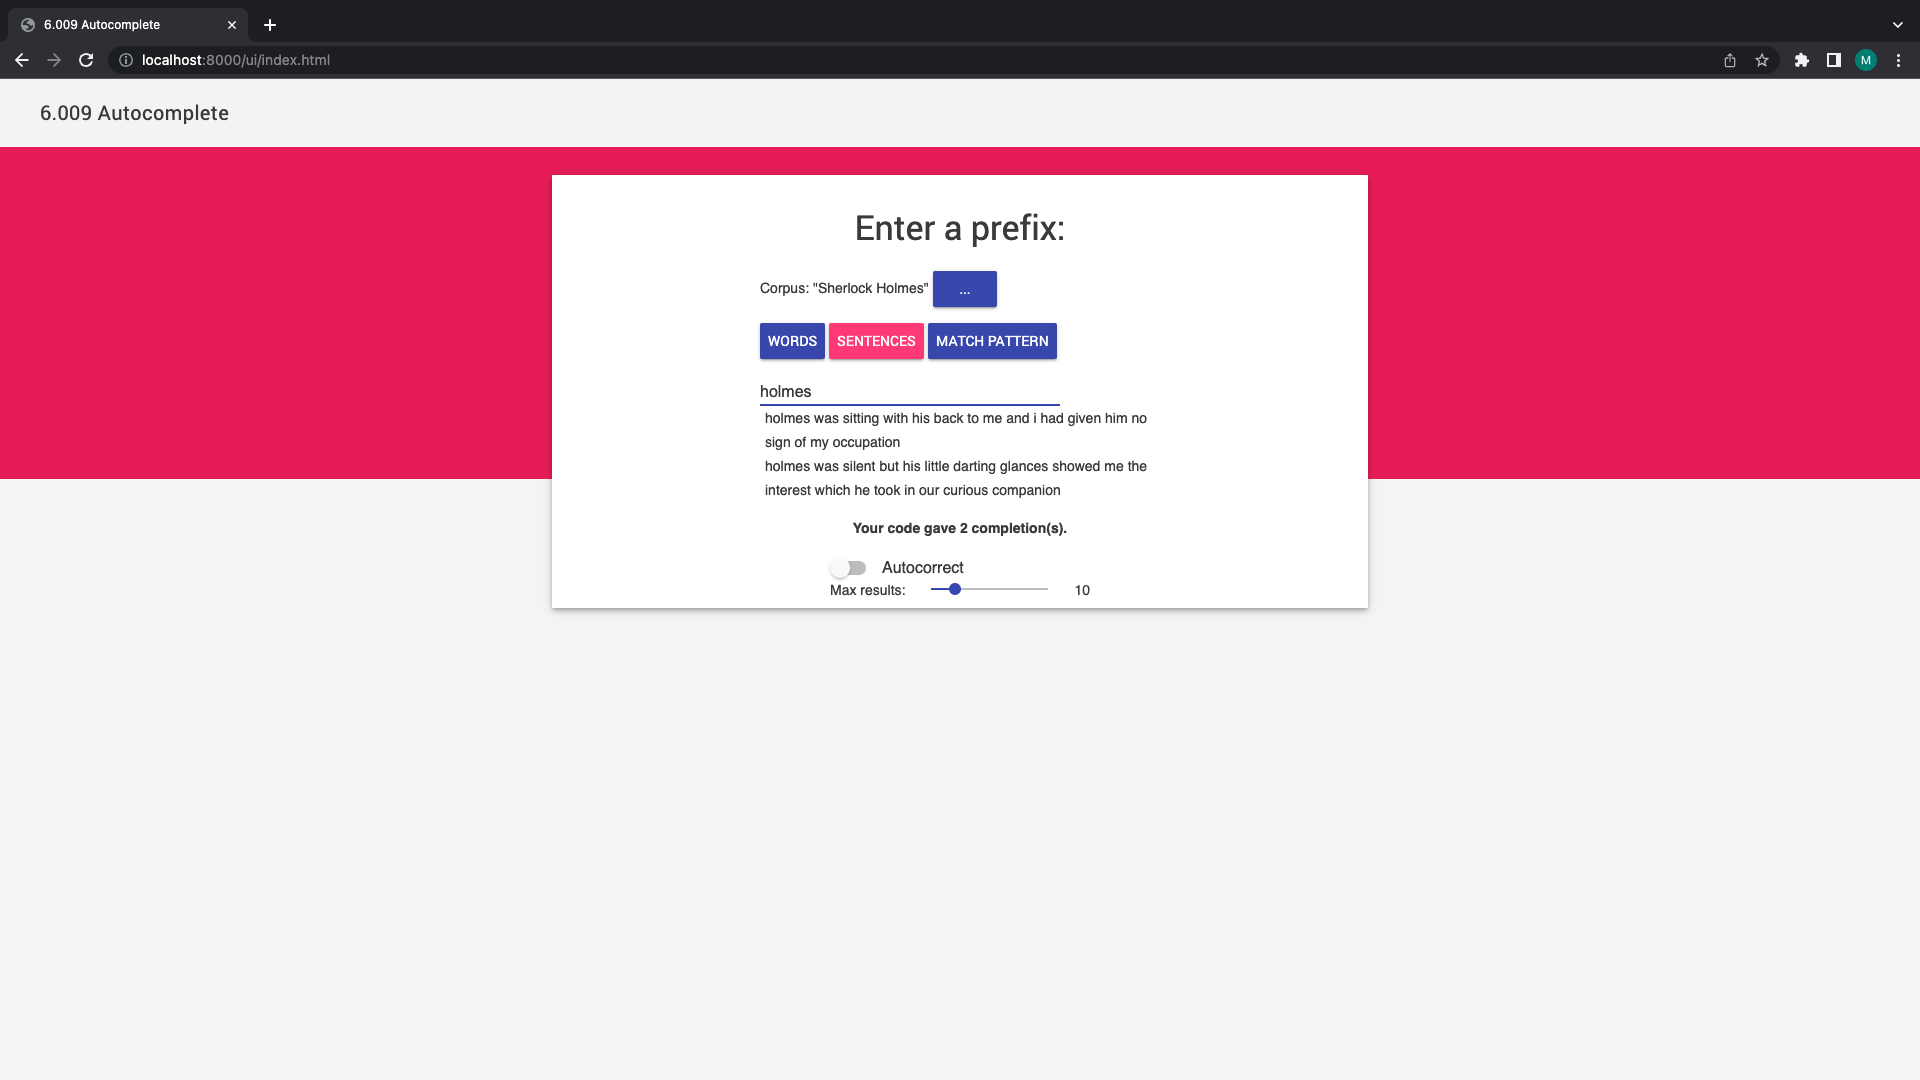 6.009 Autocomplete
localhost:8000/ui/index.html
M
6.009 Autocomplete
Enter a prefix:
Corpus: "Sherlock Holmes" ...
WORDS SENTENCES MATCH PATTERN
holmes
holmes was sitting with his back to me and i had given him no
sign of my occupation
holmes was silent but his little darting glances showed me the
interest which he took in our curious companion
Your code gave 2 completion(s).
Autocorrect
Max results: 10